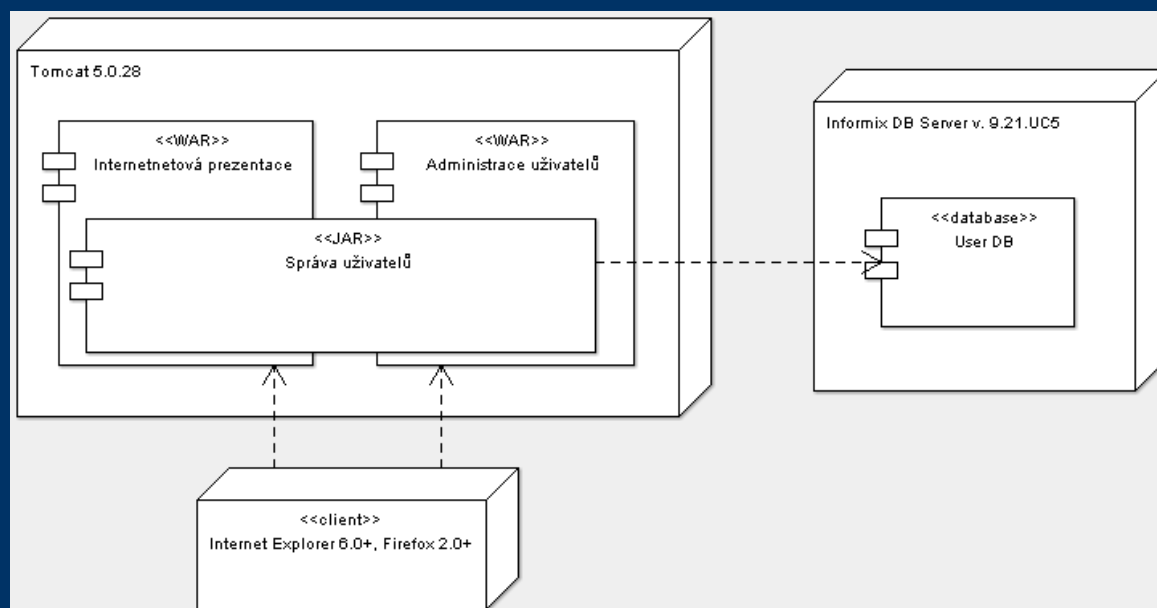 Tomcat 5.0.28
<<WAR>>
Internetnetová prezentace
<<WAR>>
Administrace uživatelů
<<JAR>>
Správa uživatelů
Informix DB Server v. 9.21.UC5
<<database>>
User DB
<<client>>
Internet Explorer 6.0+, Firefox 2.0+